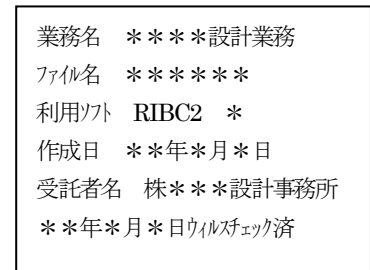 業務名　＊＊＊＊設計業務
ﾌｧｲﾙ名　＊＊＊＊＊＊
利用ｿﾌﾄ　RIBC2　＊
作成日　＊＊年＊月＊日
受託者名　株＊＊＊設計事務所
＊＊年＊月＊日ｳｨﾙｽﾁｪｯｸ済